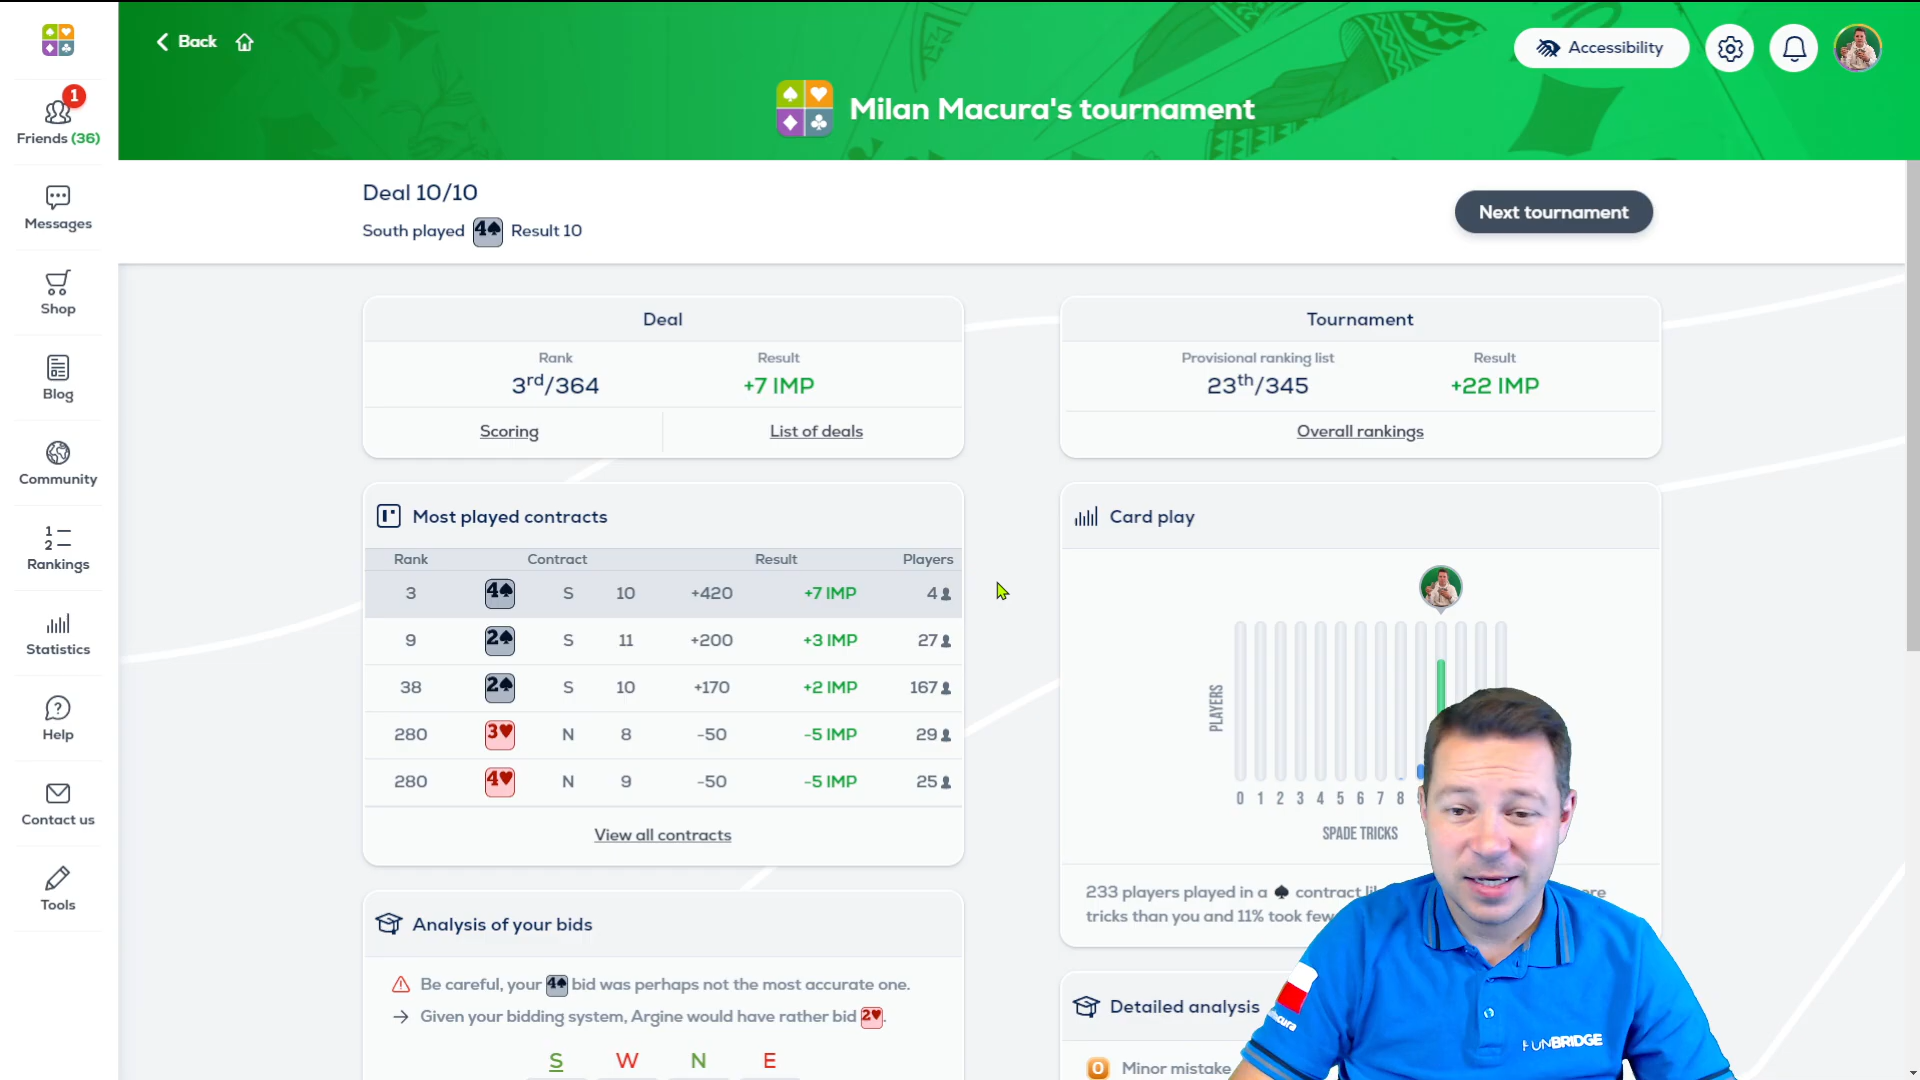 Back
Accessibility
Milan Macura's tournament
1
Friends (36)
Messages
Shop
Blog
Community
1
2
Rankings
Statistics
Help
Contact us
Tools
Deal 10/10
South played 4♠ Result 10
Next tournament
Deal
Rank Result
3rd/364 +7 IMP
Scoring List of deals
Tournament
Provisional ranking list Result
23th/345 +22 IMP
Overall rankings
Most played contracts
Rank Contract Result Players
3 4♠ S 10 +420 +7 IMP 4
9 2♠ S 11 +200 +3 IMP 27
38 2♠ S 10 +170 +2 IMP 167
280 3♥ N 8 -50 -5 IMP 29
280 4♥ N 9 -50 -5 IMP 25
View all contracts
Card play
PLAYERS
0 1 2 3 4 5 6 7 8
SPADE TRICKS
233 players played in a ♠ contract
tricks than you and 11% took
Analysis of your bids
Be careful, your 4♠ bid was perhaps not the most accurate one.
→ Given your bidding system, Argine would have rather bid 2♥.
S W N E
Detailed analysis
O Minor mistake
FUNBRIDGE